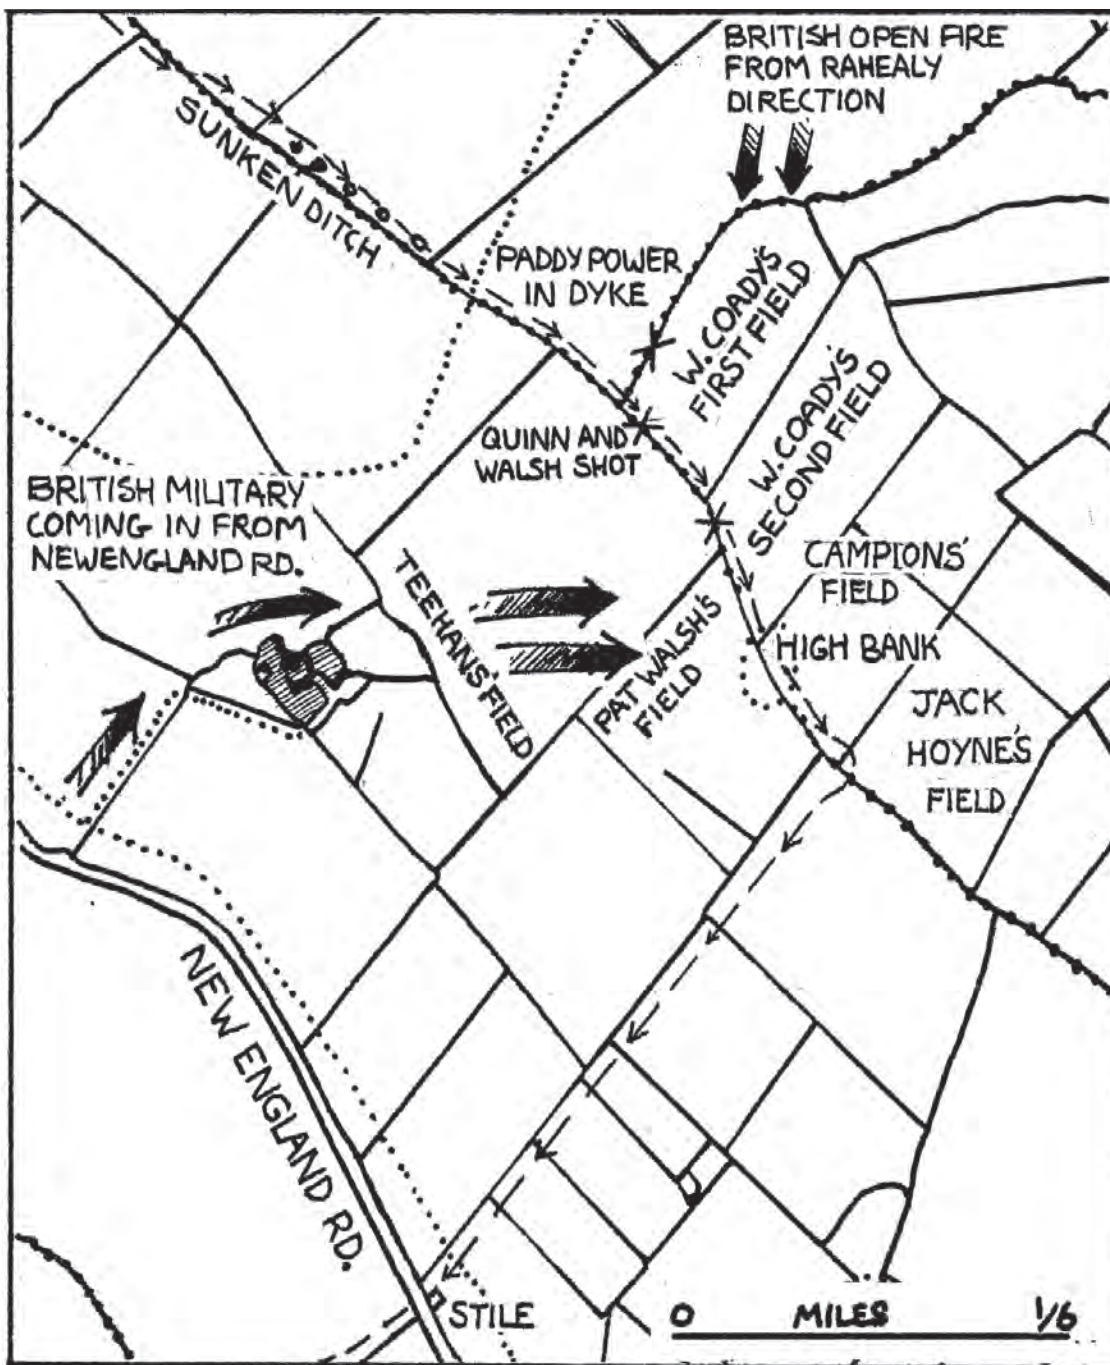 BRITISH OPEN FIRE
FROM RAHEALY
DIRECTION
SUNKEN DITCH
PADDY POWER
IN DYKE
W. COADY'S
FIRST FIELD
W. COADY'S
SECOND FIELD
QUINN AND
WALSH SHOT
BRITISH MILITARY
COMING IN FROM
NEWENGLAND RD.
TEEHANS' FIELD
PAT WALSH'S
FIELD
CAMPIONS'
FIELD
HIGH BANK
JACK
HOYNE'S
FIELD
NEW ENGLAND RD.
STILE
0 MILES 1/6